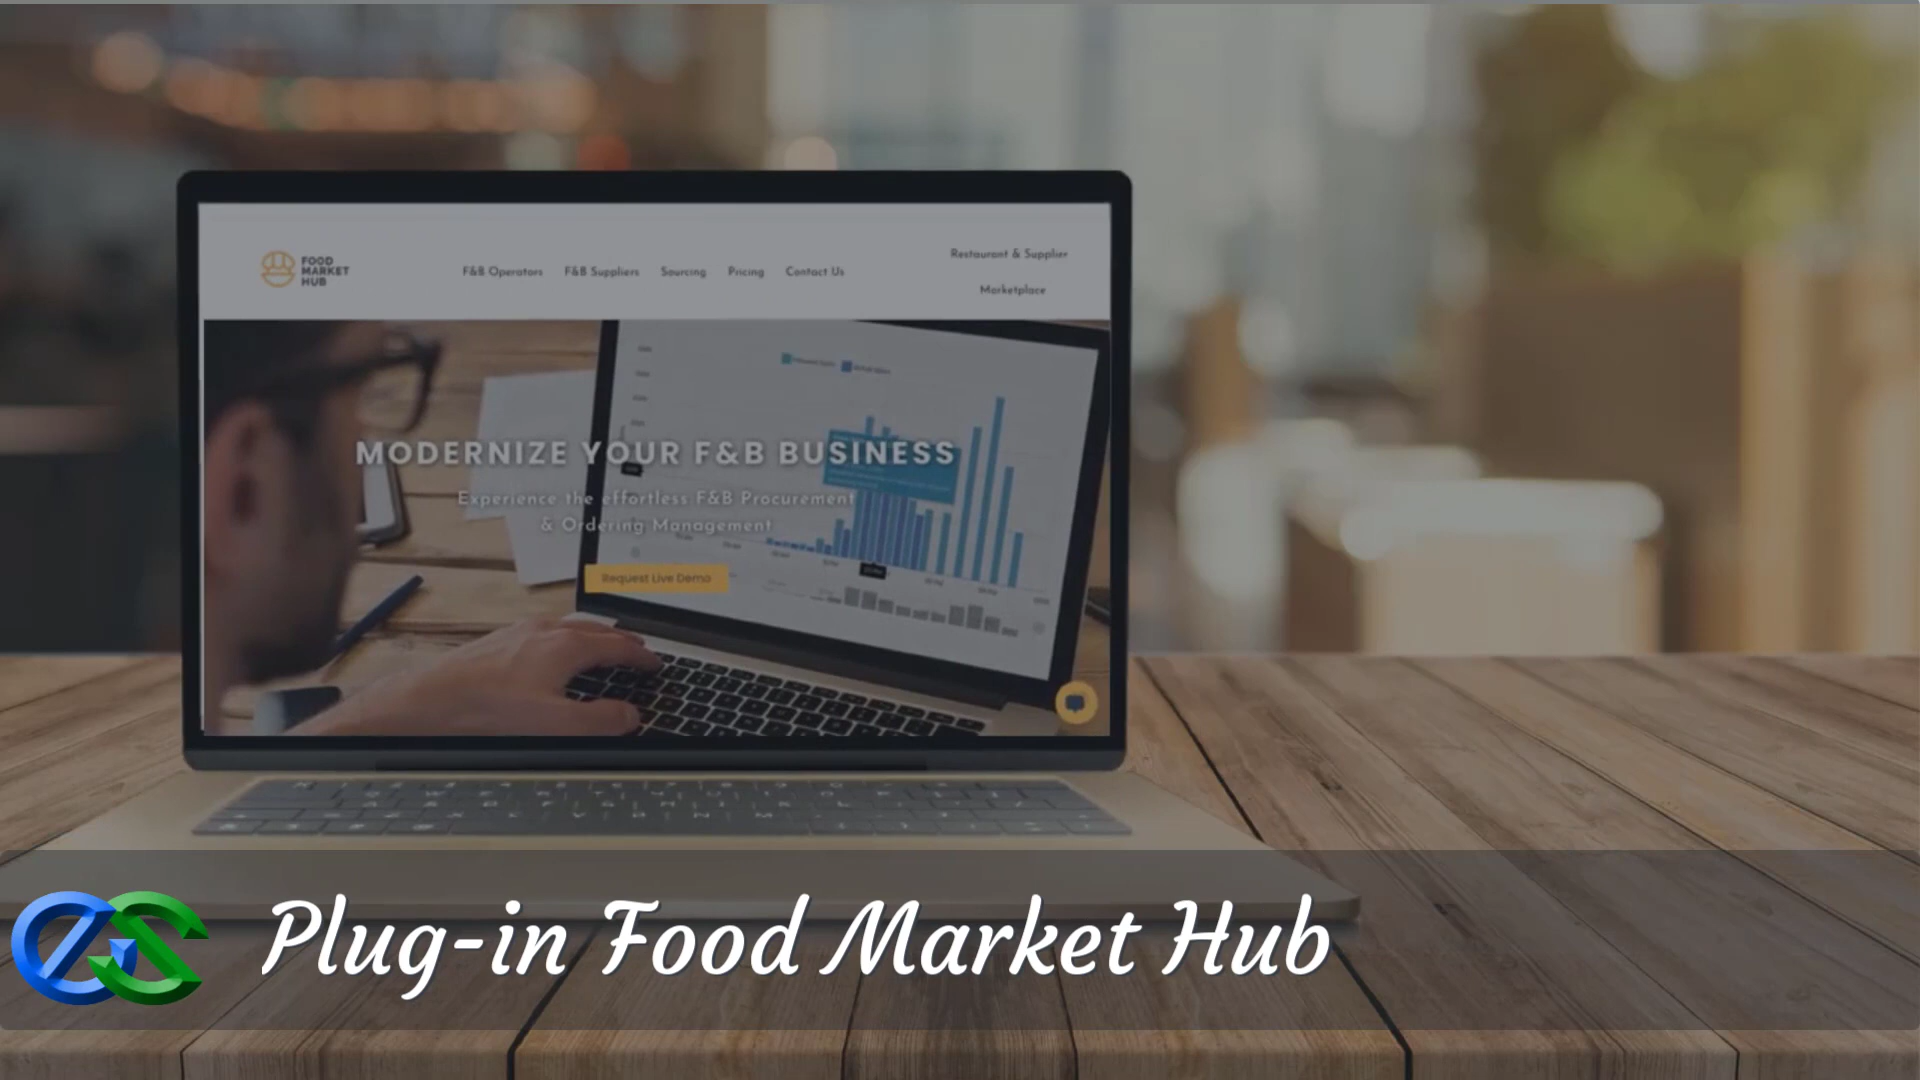 FOOD
MARKET
HUB
F&B Operators
F&B Suppliers
Sourcing
Pricing
Contact Us
Restaurant & Supplier
Marketplace
MODERNIZE YOUR F&B BUSINESS
Experience the effortless F&B Procurement
& Ordering Management
Request Live Demo
Plug-in Food Market Hub